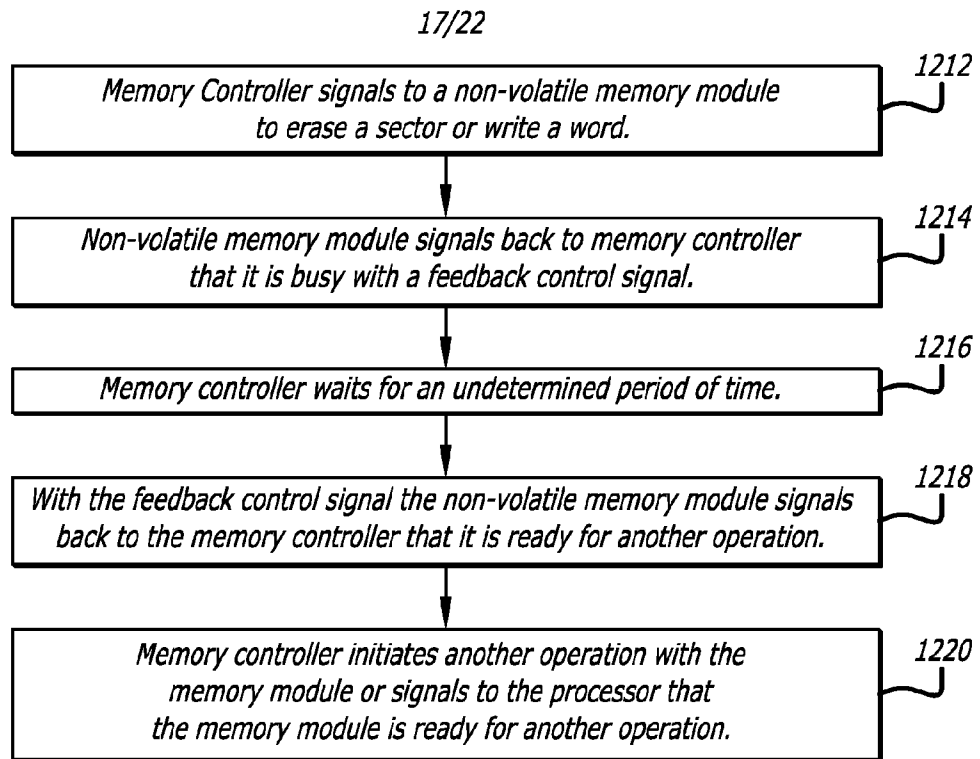 17/22
1212
Memory Controller signals to a non-volatile memory module
to erase a sector or write a word.
1214
Non-volatile memory module signals back to memory controller
that it is busy with a feedback control signal.
1216
Memory controller waits for an undetermined period of time.
1218
With the feedback control signal the non-volatile memory module signals
back to the memory controller that it is ready for another operation.
1220
Memory controller initiates another operation with the
memory module or signals to the processor that
the memory module is ready for another operation.